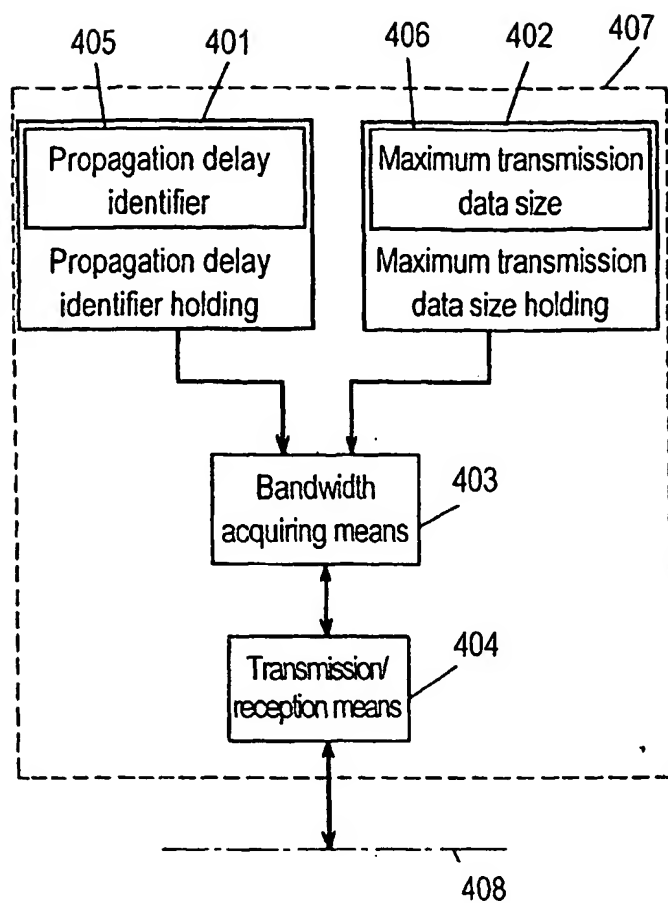 405
401
406
402
407
Propagation delay
identifier
Propagation delay
identifier holding
Maximum transmission
data size
Maximum transmission
data size holding
Bandwidth
acquiring means
403
Transmission/
reception means
404
408